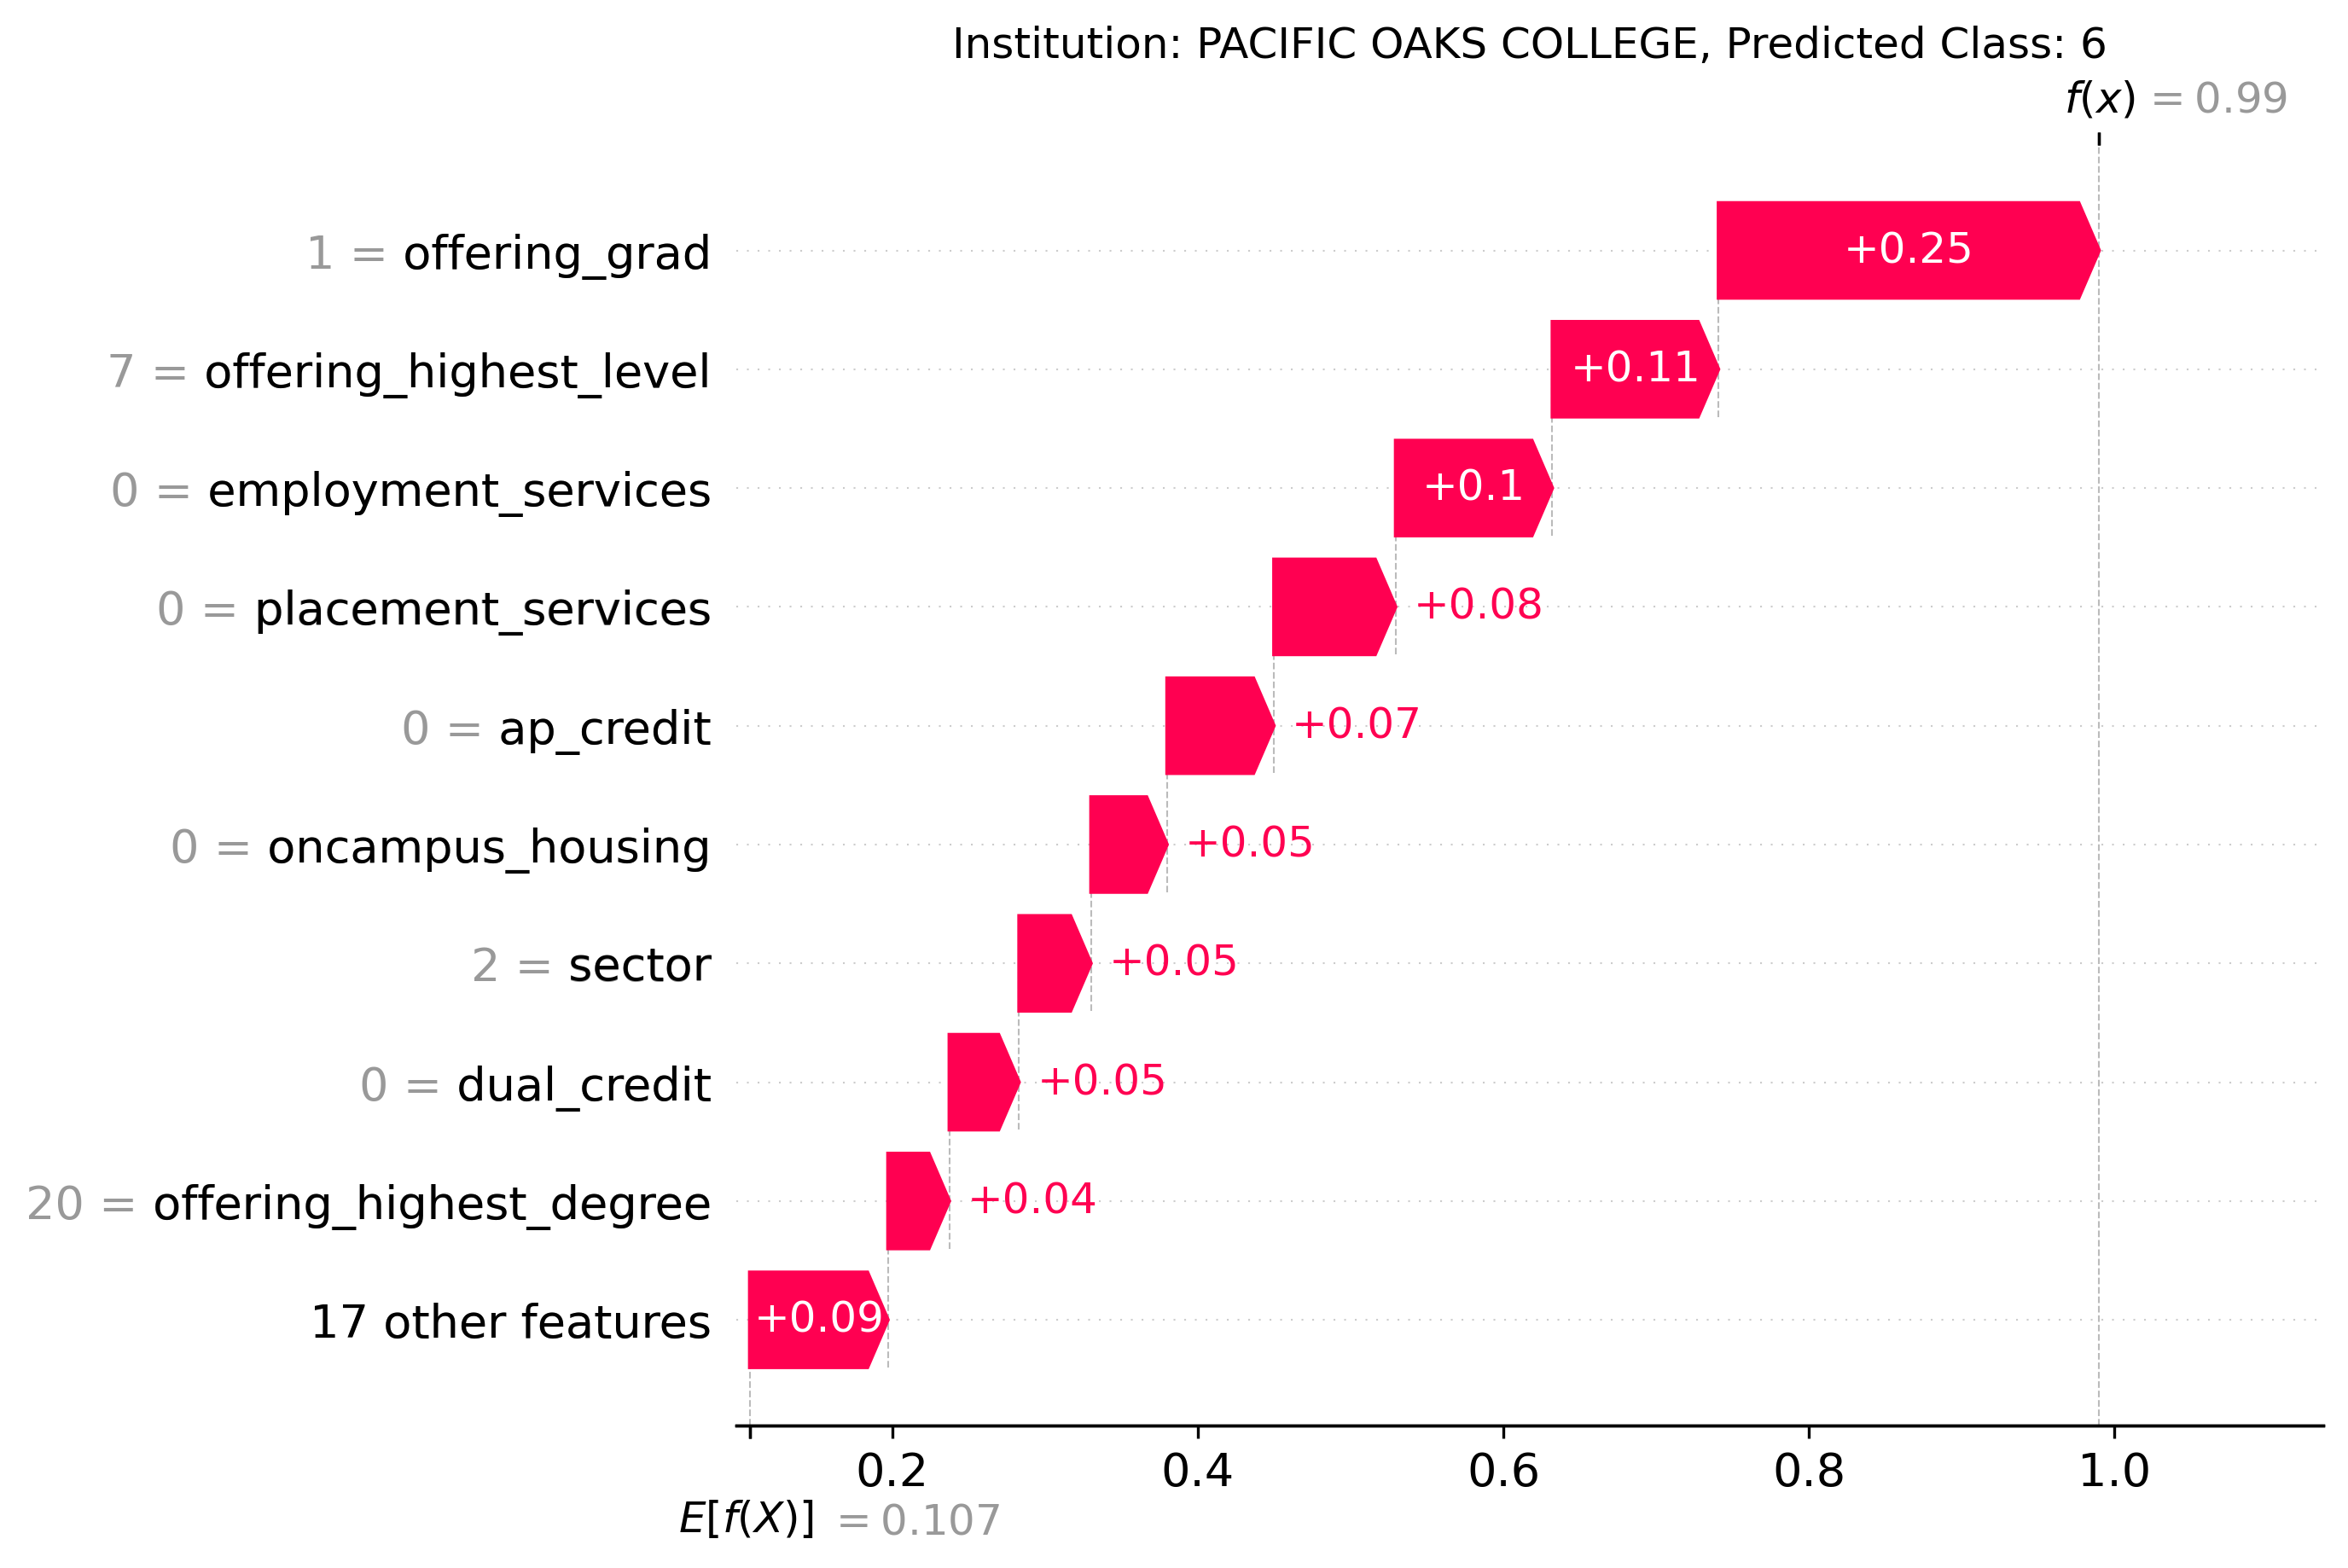 Institution: PACIFIC OAKS COLLEGE, Predicted Class: 6
f(x) = 0.99
1 = offering_grad +0.25
7 = offering_highest_level +0.11
0 = employment_services +0.1
0 = placement_services +0.08
0 = ap_credit +0.07
0 = oncampus_housing +0.05
2 = sector +0.05
0 = dual_credit +0.05
20 = offering_highest_degree +0.04
17 other features +0.09
0.2 0.4 0.6 0.8 1.0
E[f(X)] = 0.107